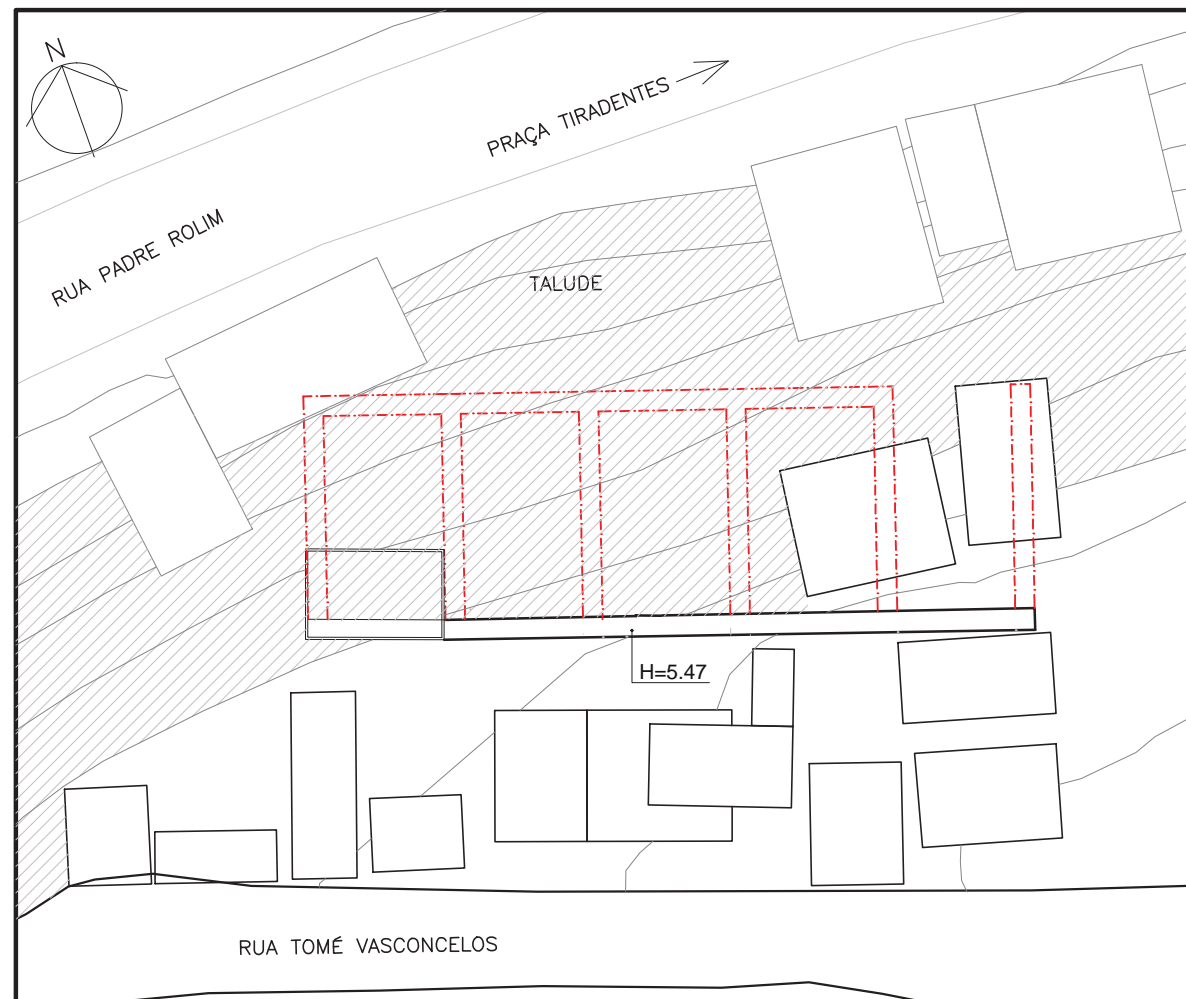 N
PRAÇA TIRADENTES
RUA PADRE ROLIM
TALUDE
H=5.47
RUA TOMÉ VASCONCELOS